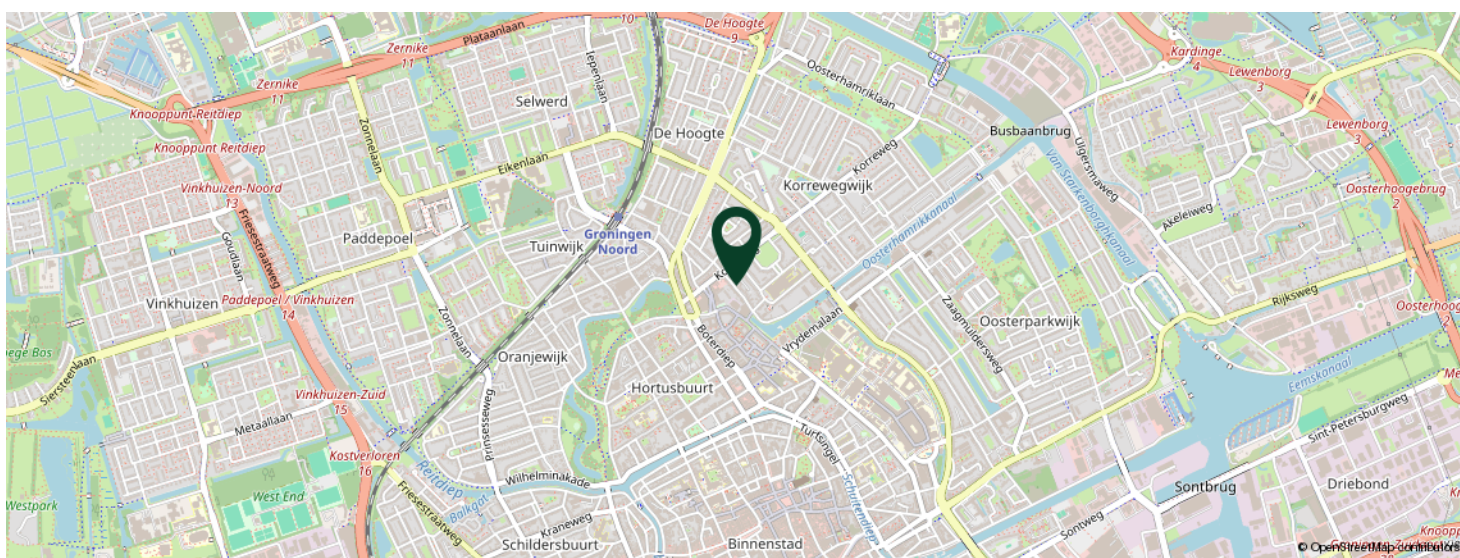 10
De Hoogte
9
Plataanlaan
Zernike
11
Iepenlaan
Kardinge
4
Lewenborg
3
Oosterhamriklaan
Zernike
11
Selwerd
Knooppunt Reitdiep
Zonnelaan
De Hoogte
Busbaanbrug
Ulgersmaweg
Lewenborg
3
Knooppunt Reitdiep
Eikenlaan
Korreweg
Van Starkenborghkanaal
Vinkhuizen-Noord
13
Korrewegwijk
Oosterhoogebrug
2
Friesestraatweg
Goudlaan
Paddepoel
Tuinwijk
Groningen
Noord
Oosterhamrikkanaal
Akeleiweg
Vinkhuizen
Paddepoel / Vinkhuizen
14
Zonnelaan
Zaagmuldersweg
Rijksweg
Oosterparkwijk
Vrydemalaan
Boterdiep
Oranjewijk
Siersteenlaan
Hortusbuurt
Eemskanaal
Vinkhuizen-Zuid
15
Metaallaan
Prinsesseweg
Sint-Petersburgweg
Turfsingel
Kostverloren
16
Reitdiep
Wilhelminakade
Schuitendiep
Westpark
West End
Balkgat
Friesestraatweg
Kraneweg
Schildersbuurt
Binnenstad
Sontweg
Sontbrug
Driebond
© OpenStreetMap contributors